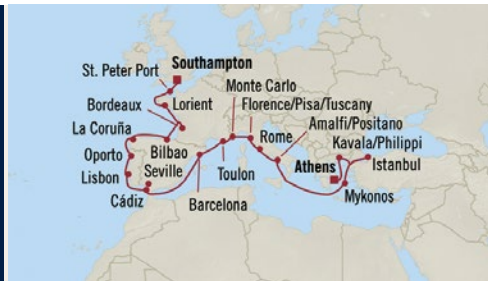 Southampton
St. Peter Port
Monte Carlo
Lorient
Florence/Pisa/Tuscany
Bordeaux
Amalfi/Positano
La Coruña
Rome
Kavala/Philippi
Oporto
Bilbao
Istanbul
Seville
Toulon
Athens
Lisbon
Mykonos
Cádiz
Barcelona